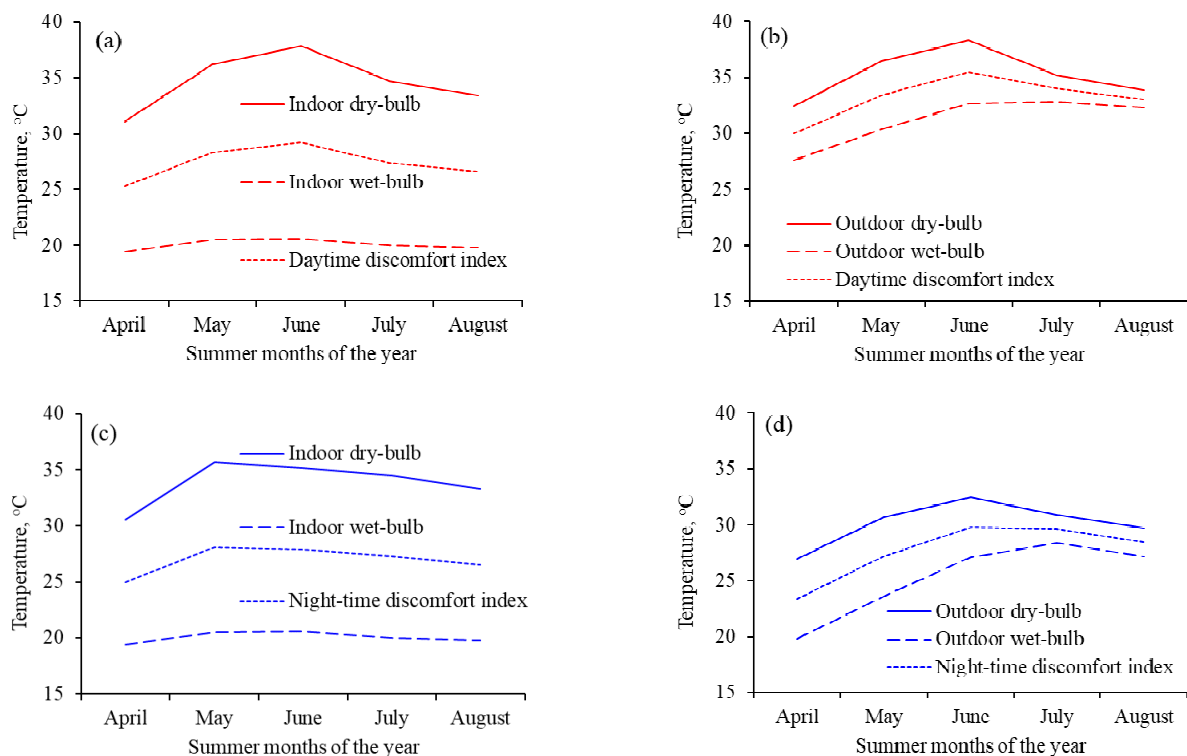 (a)
40
35
30
25
20
15
Temperature, °C
Indoor dry-bulb
Indoor wet-bulb
Daytime discomfort index
April May June July August
Summer months of the year
(b)
40
35
30
25
20
15
Temperature, °C
Outdoor dry-bulb
Outdoor wet-bulb
Daytime discomfort index
April May June July August
Summer months of the year
(c)
40
35
30
25
20
15
Temperature, °C
Indoor dry-bulb
Indoor wet-bulb
Night-time discomfort index
April May June July August
Summer months of the year
(d)
40
35
30
25
20
15
Temperature, °C
Outdoor dry-bulb
Outdoor wet-bulb
Night-time discomfort index
April May June July August
Summer months of the year